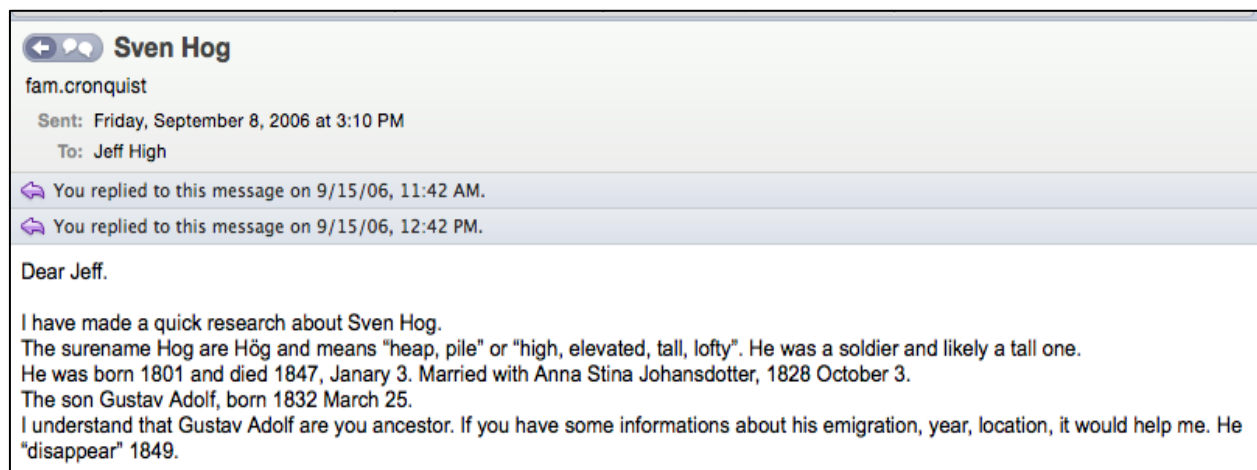 Sven Hog
fam.cronquist
Sent: Friday, September 8, 2006 at 3:10 PM
To: Jeff High
You replied to this message on 9/15/06, 11:42 AM.
You replied to this message on 9/15/06, 12:42 PM.
Dear Jeff.
I have made a quick research about Sven Hog.
The surename Hog are Hög and means “heap, pile” or “high, elevated, tall, lofty”. He was a soldier and likely a tall one.
He was born 1801 and died 1847, Janary 3. Married with Anna Stina Johansdotter, 1828 October 3.
The son Gustav Adolf, born 1832 March 25.
I understand that Gustav Adolf are you ancestor. If you have some informations about his emigration, year, location, it would help me. He
“disappear” 1849.